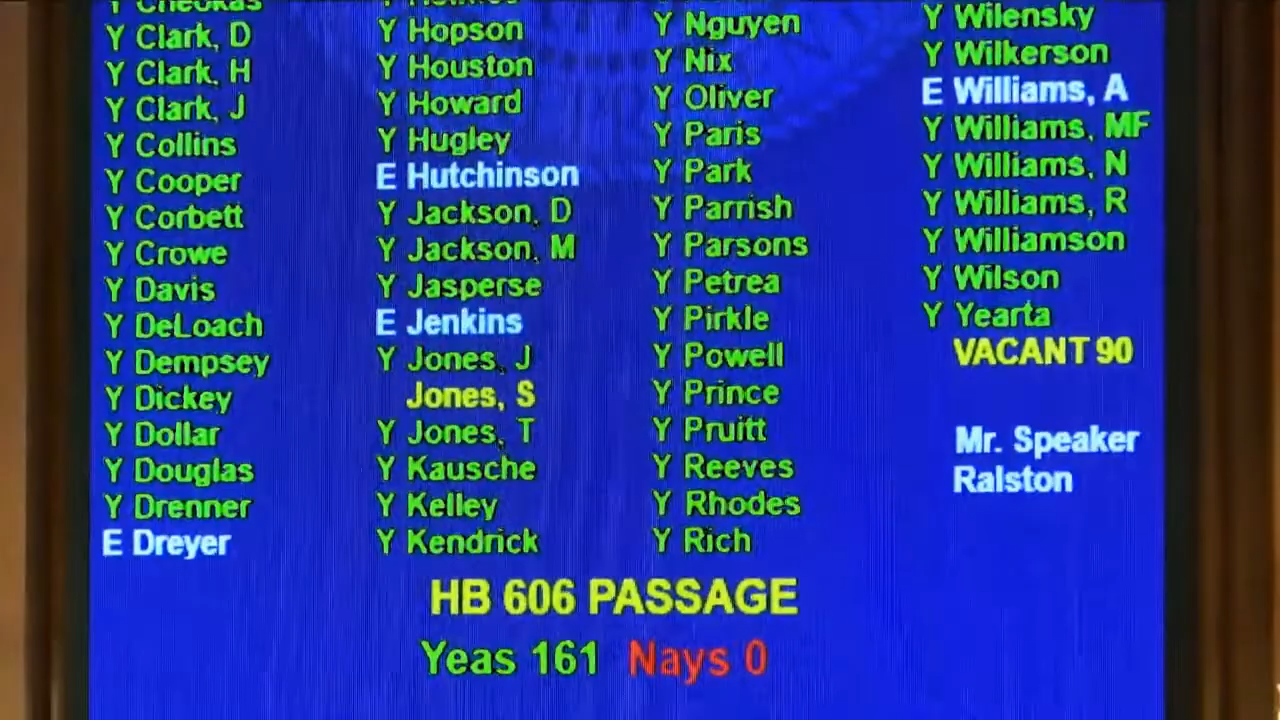 Cheokas
Y Clark, D
Y Clark, H
Y Clark, J
Y Collins
Y Cooper
Y Corbett
Y Crowe
Y Davis
Y DeLoach
Y Dempsey
Y Dickey
Y Dollar
Y Douglas
Y Drenner
E Dreyer
Y Hopson
Y Houston
Y Howard
Y Hugley
E Hutchinson
Y Jackson, D
Y Jackson, M
Y Jasperse
E Jenkins
Y Jones, J
Jones, S
Y Jones, T
Y Kausche
Y Kelley
Y Kendrick
Y Nguyen
Y Nix
Y Oliver
Y Paris
Y Park
Y Parrish
Y Parsons
Y Petrea
Y Pirkle
Y Powell
Y Prince
Y Pruitt
Y Reeves
Y Rhodes
Y Rich
Y Wilensky
Y Wilkerson
E Williams, A
Y Williams, MF
Y Williams, N
Y Williams, R
Y Williamson
Y Wilson
Y Yearta
VACANT 90
Mr. Speaker
Ralston
HB 606 PASSAGE
Yeas 161 Nays 0